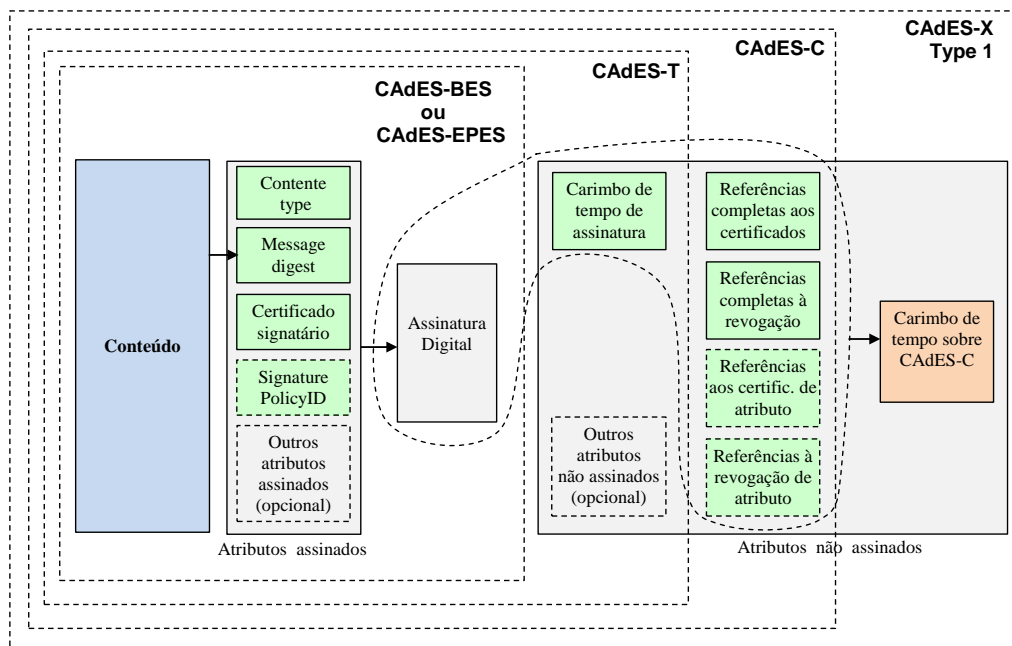 CAdES-X
Type 1
CAdES-C
CAdES-T
CAdES-BES
ou
CAdES-EPES
Conteúdo
Contente
type
Message
digest
Certificado
signatário
Signature
PolicyID
Outros
atributos
assinados
(opcional)
Atributos assinados
Assinatura
Digital
Carimbo de
tempo de
assinatura
Outros
atributos
não assinados
(opcional)
Referências
completas aos
certificados
Referências
completas à
revogação
Referências
aos certific. de
atributo
Referências à
revogação de
atributo
Carimbo de
tempo sobre
CAdES-C
Atributos não assinados